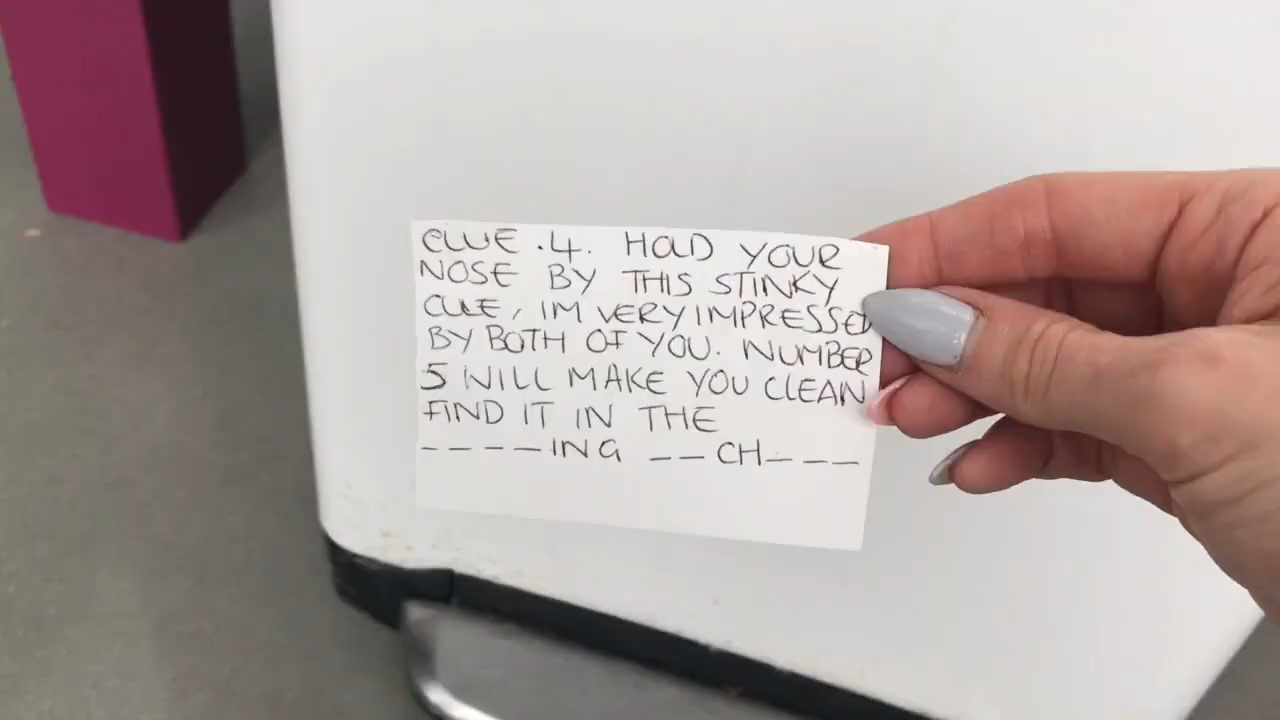 CLUE .4. HOLD YOUR
NOSE BY THIS STINKY
CLUE, IM VERY IMPRESSED
BY BOTH OF YOU. NUMBER
5 WILL MAKE YOU CLEAN
FIND IT IN THE
_ _ _ _ ING _ _ CH _ _ _